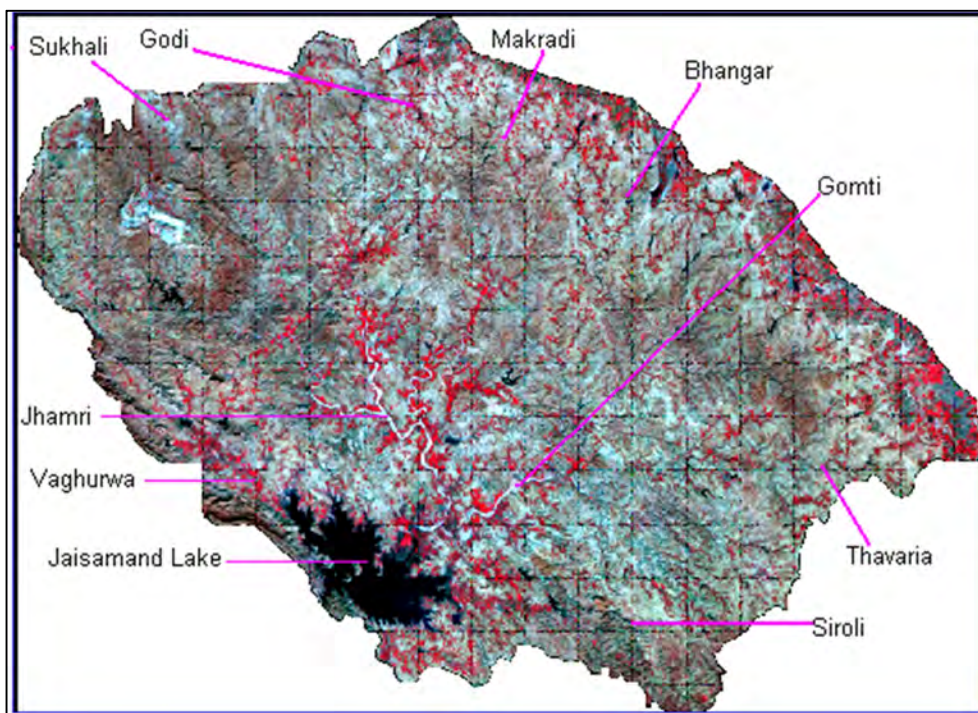 Sukhali
Godi
Makradi
Bhangar
Gomti
Jhamri
Vaghurwa
Jaisamand Lake
Thavaria
Siroli